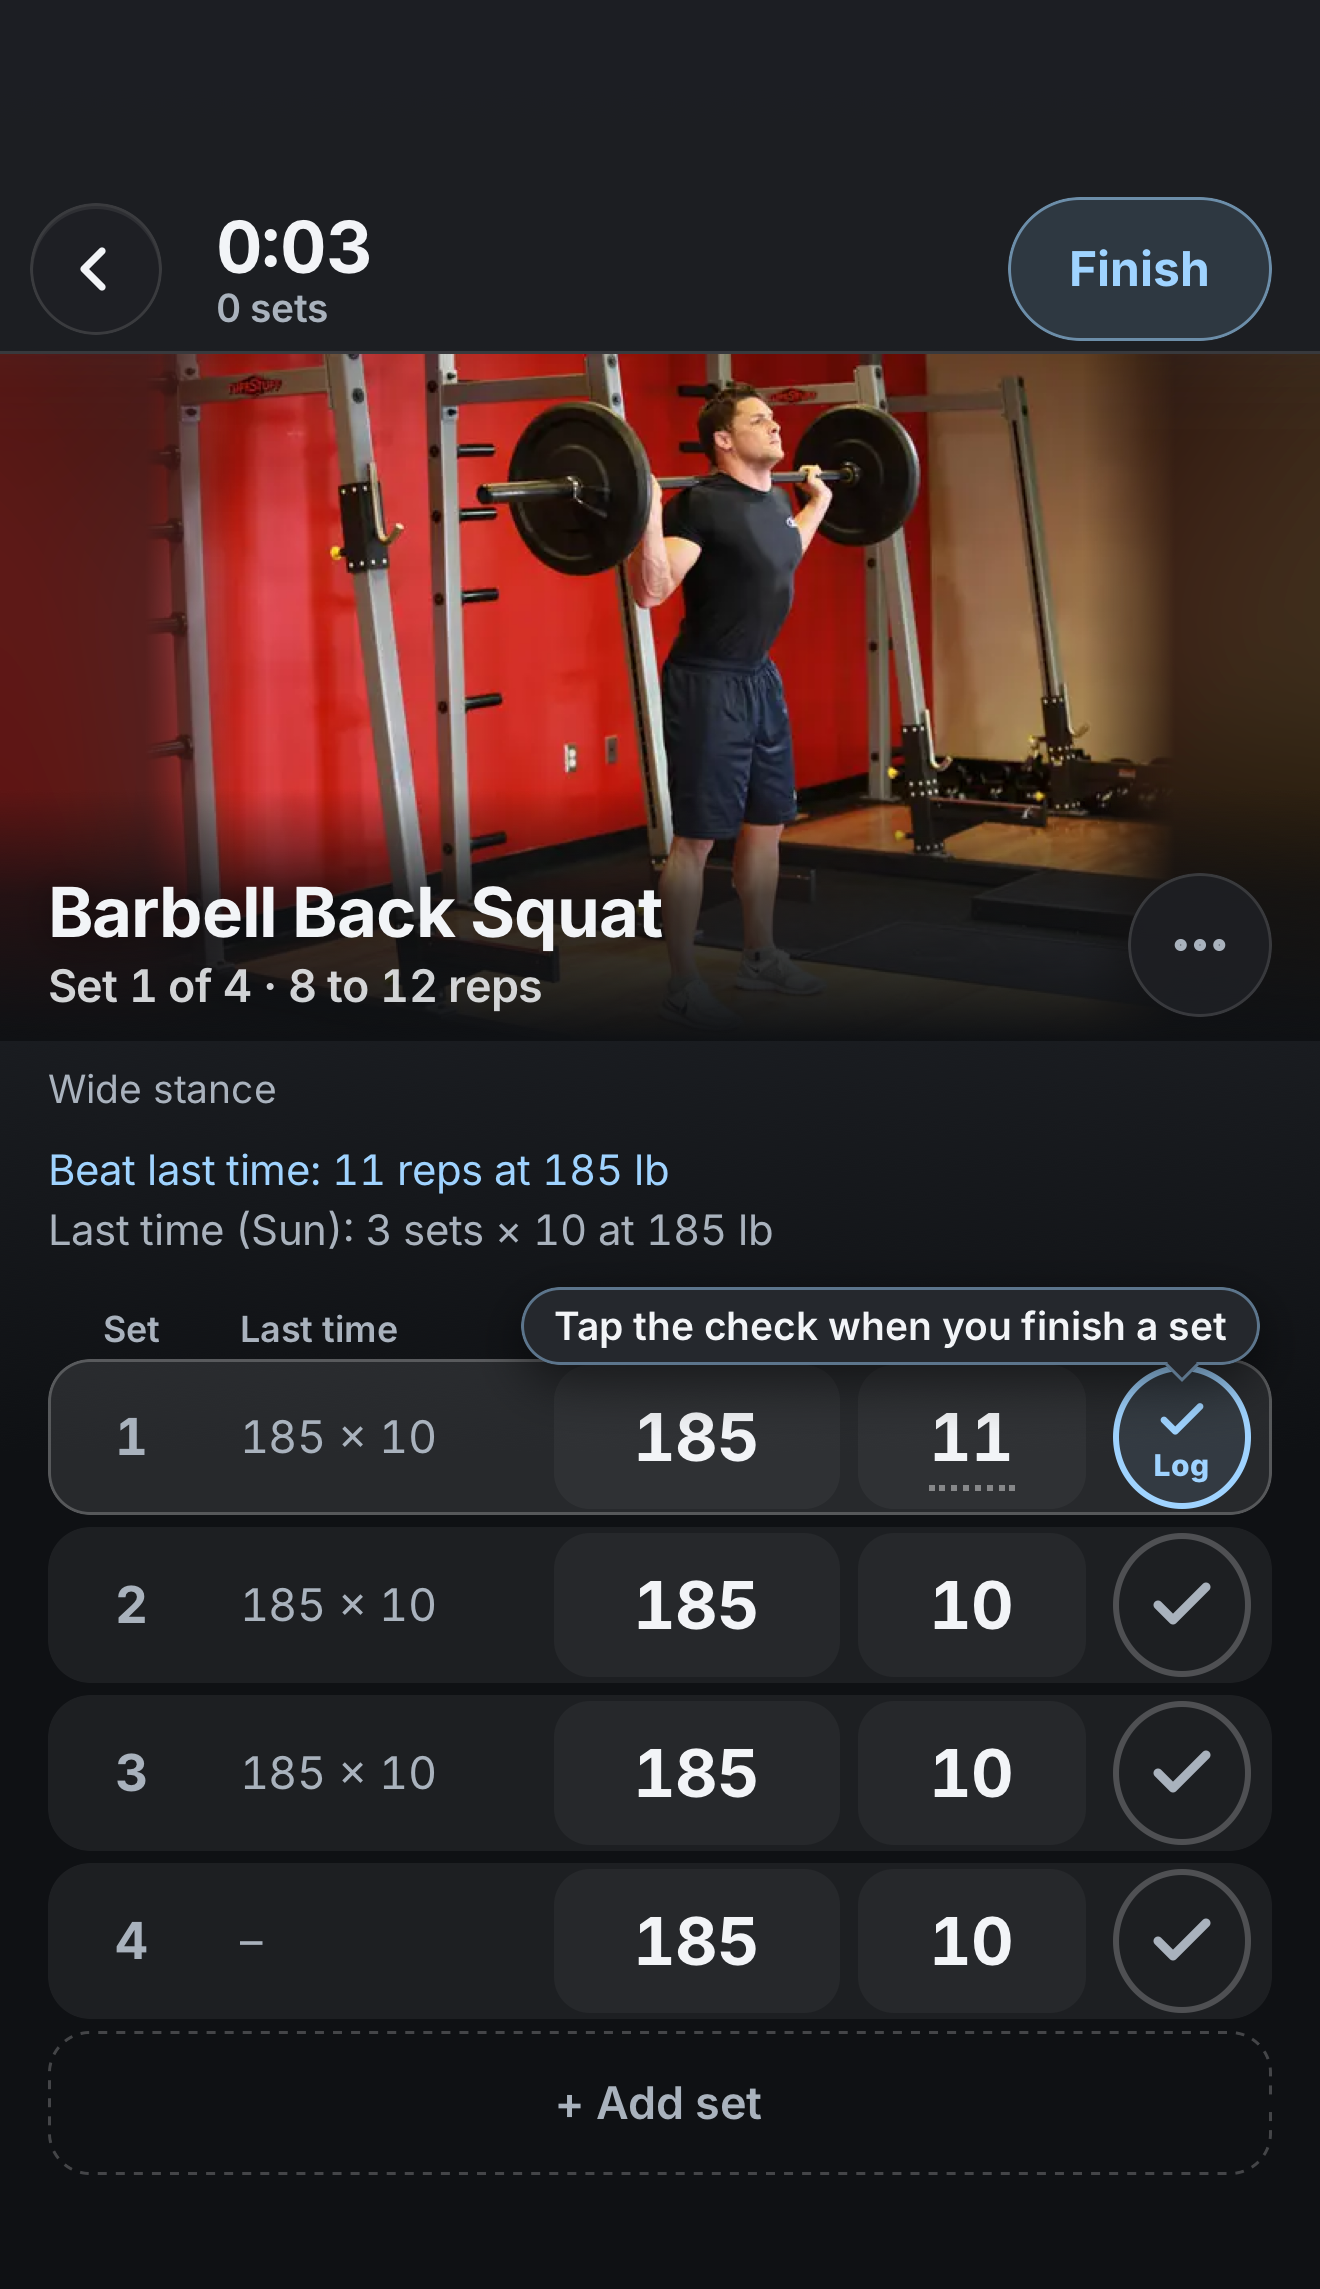 0:03
0 sets
Finish
Barbell Back Squat
Set 1 of 4 · 8 to 12 reps
Wide stance
Beat last time: 11 reps at 185 lb
Last time (Sun): 3 sets × 10 at 185 lb
Set Last time
Tap the check when you finish a set
1 185 × 10 185 11 Log
2 185 × 10 185 10
3 185 × 10 185 10
4 – 185 10
+ Add set